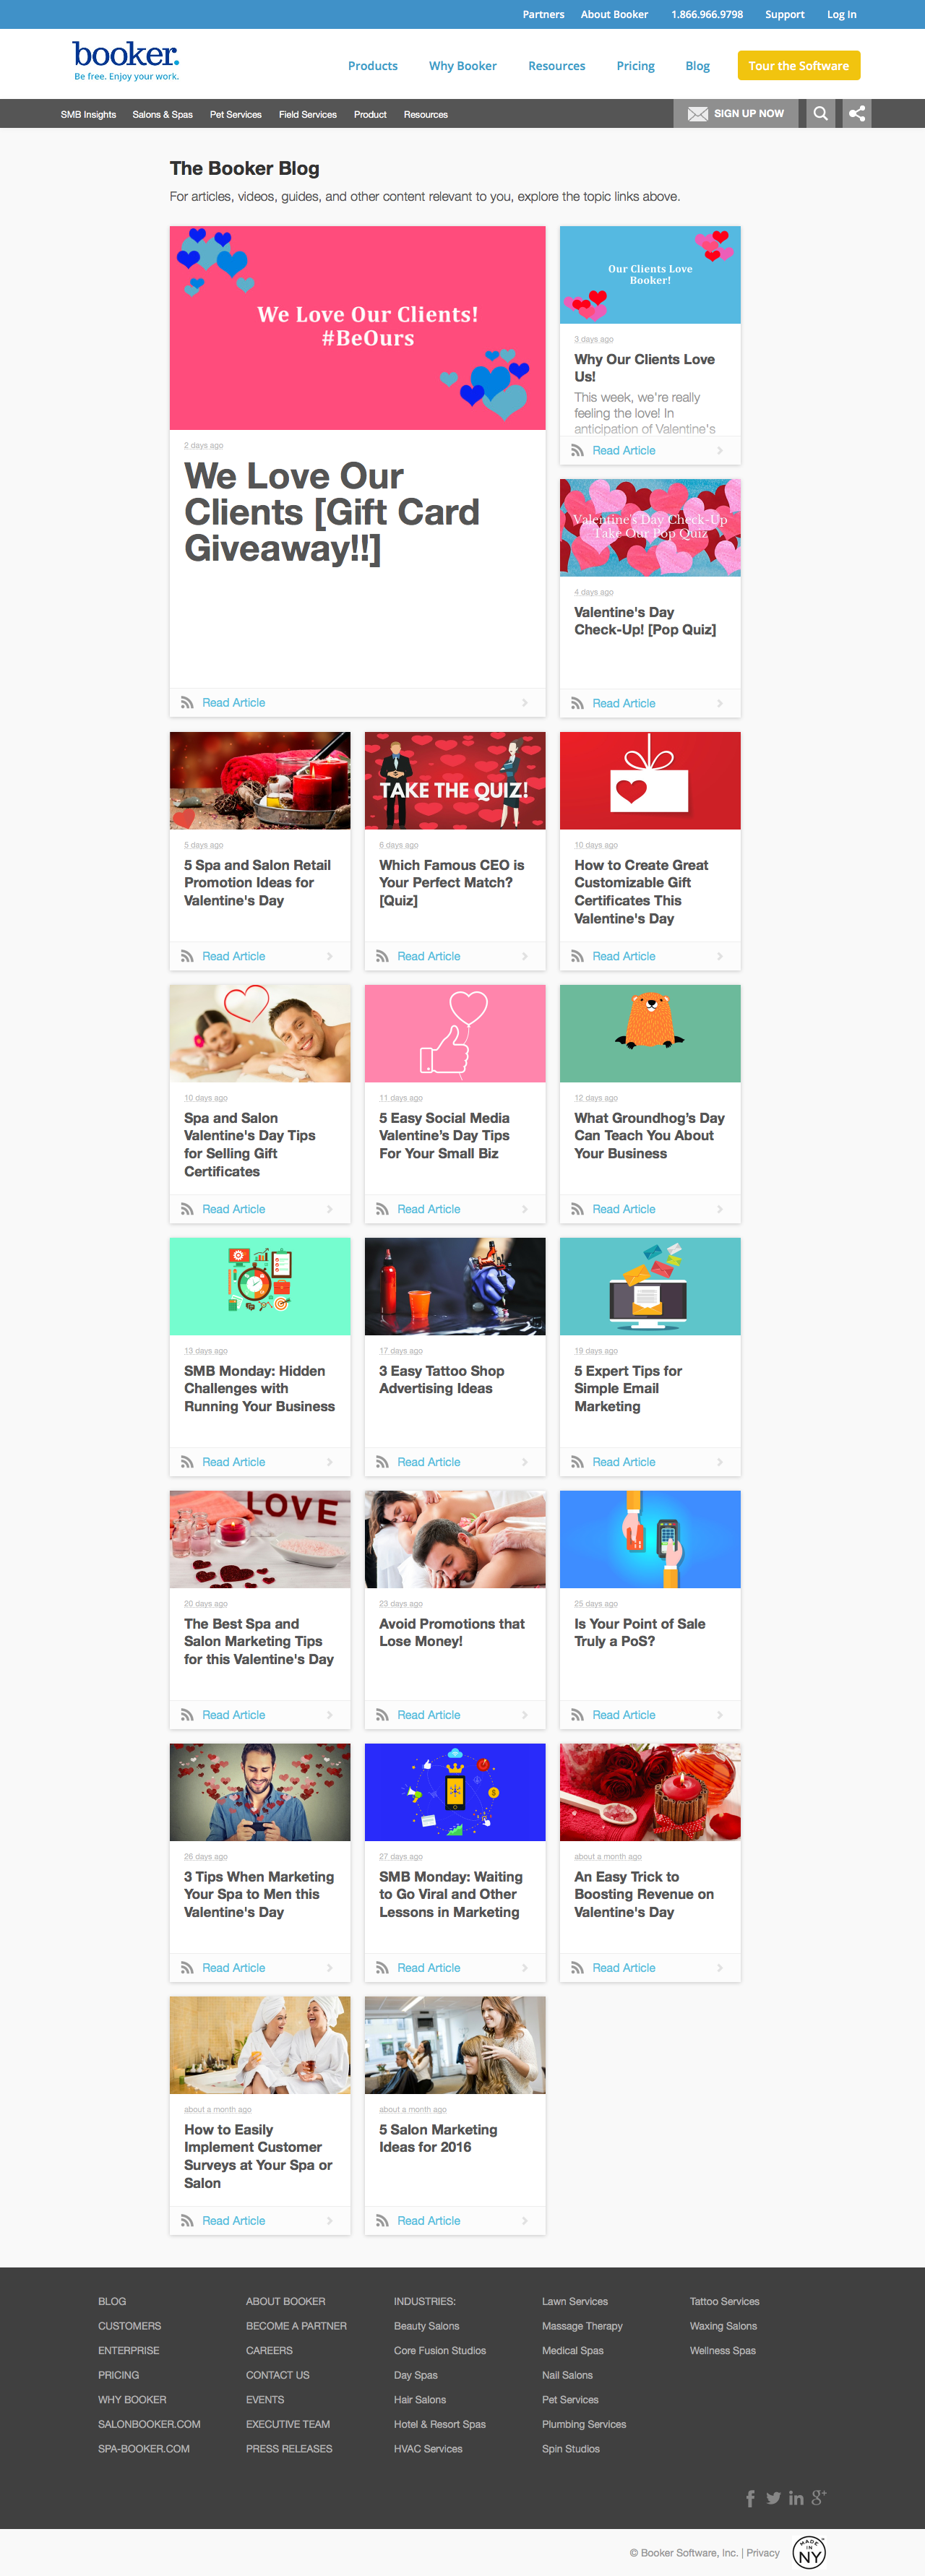 Partners About Booker 1.866.966.9798 Support Log In
booker.
Be free. Enjoy your work.
Products Why Booker Resources Pricing Blog Tour the Software
SMB Insights Salons & Spas Pet Services Field Services Product Resources SIGN UP NOW
The Booker Blog
For articles, videos, guides, and other content relevant to you, explore the topic links above.
We Love Our Clients!
#BeOurs
2 days ago
We Love Our
Clients [Gift Card
Giveaway!!]
Read Article
Our Clients Love
Booker!
3 days ago
Why Our Clients Love
Us!
This week, we're really
feeling the love! In
anticipation of Valentine's
Read Article
Valentine's Day Check-Up
Take Our Pop Quiz
4 days ago
Valentine's Day
Check-Up! [Pop Quiz]
Read Article
5 days ago
5 Spa and Salon Retail
Promotion Ideas for
Valentine's Day
Read Article
TAKE THE QUIZ!
6 days ago
Which Famous CEO is
Your Perfect Match?
[Quiz]
Read Article
10 days ago
How to Create Great
Customizable Gift
Certificates This
Valentine's Day
Read Article
10 days ago
Spa and Salon
Valentine's Day Tips
for Selling Gift
Certificates
Read Article
11 days ago
5 Easy Social Media
Valentine's Day Tips
For Your Small Biz
Read Article
12 days ago
What Groundhog's Day
Can Teach You About
Your Business
Read Article
13 days ago
SMB Monday: Hidden
Challenges with
Running Your Business
Read Article
17 days ago
3 Easy Tattoo Shop
Advertising Ideas
Read Article
19 days ago
5 Expert Tips for
Simple Email
Marketing
Read Article
LOVE
20 days ago
The Best Spa and
Salon Marketing Tips
for this Valentine's Day
Read Article
23 days ago
Avoid Promotions that
Lose Money!
Read Article
25 days ago
Is Your Point of Sale
Truly a PoS?
Read Article
26 days ago
3 Tips When Marketing
Your Spa to Men this
Valentine's Day
Read Article
27 days ago
SMB Monday: Waiting
to Go Viral and Other
Lessons in Marketing
Read Article
about a month ago
An Easy Trick to
Boosting Revenue on
Valentine's Day
Read Article
about a month ago
How to Easily
Implement Customer
Surveys at Your Spa or
Salon
Read Article
about a month ago
5 Salon Marketing
Ideas for 2016
Read Article
BLOG
CUSTOMERS
ENTERPRISE
PRICING
WHY BOOKER
SALONBOOKER.COM
SPA-BOOKER.COM
ABOUT BOOKER
BECOME A PARTNER
CAREERS
CONTACT US
EVENTS
EXECUTIVE TEAM
PRESS RELEASES
INDUSTRIES:
Beauty Salons
Core Fusion Studios
Day Spas
Hair Salons
Hotel & Resort Spas
HVAC Services
Lawn Services
Massage Therapy
Medical Spas
Nail Salons
Pet Services
Plumbing Services
Spin Studios
Tattoo Services
Waxing Salons
Wellness Spas
© Booker Software, Inc. | Privacy
MADE
IN
NY